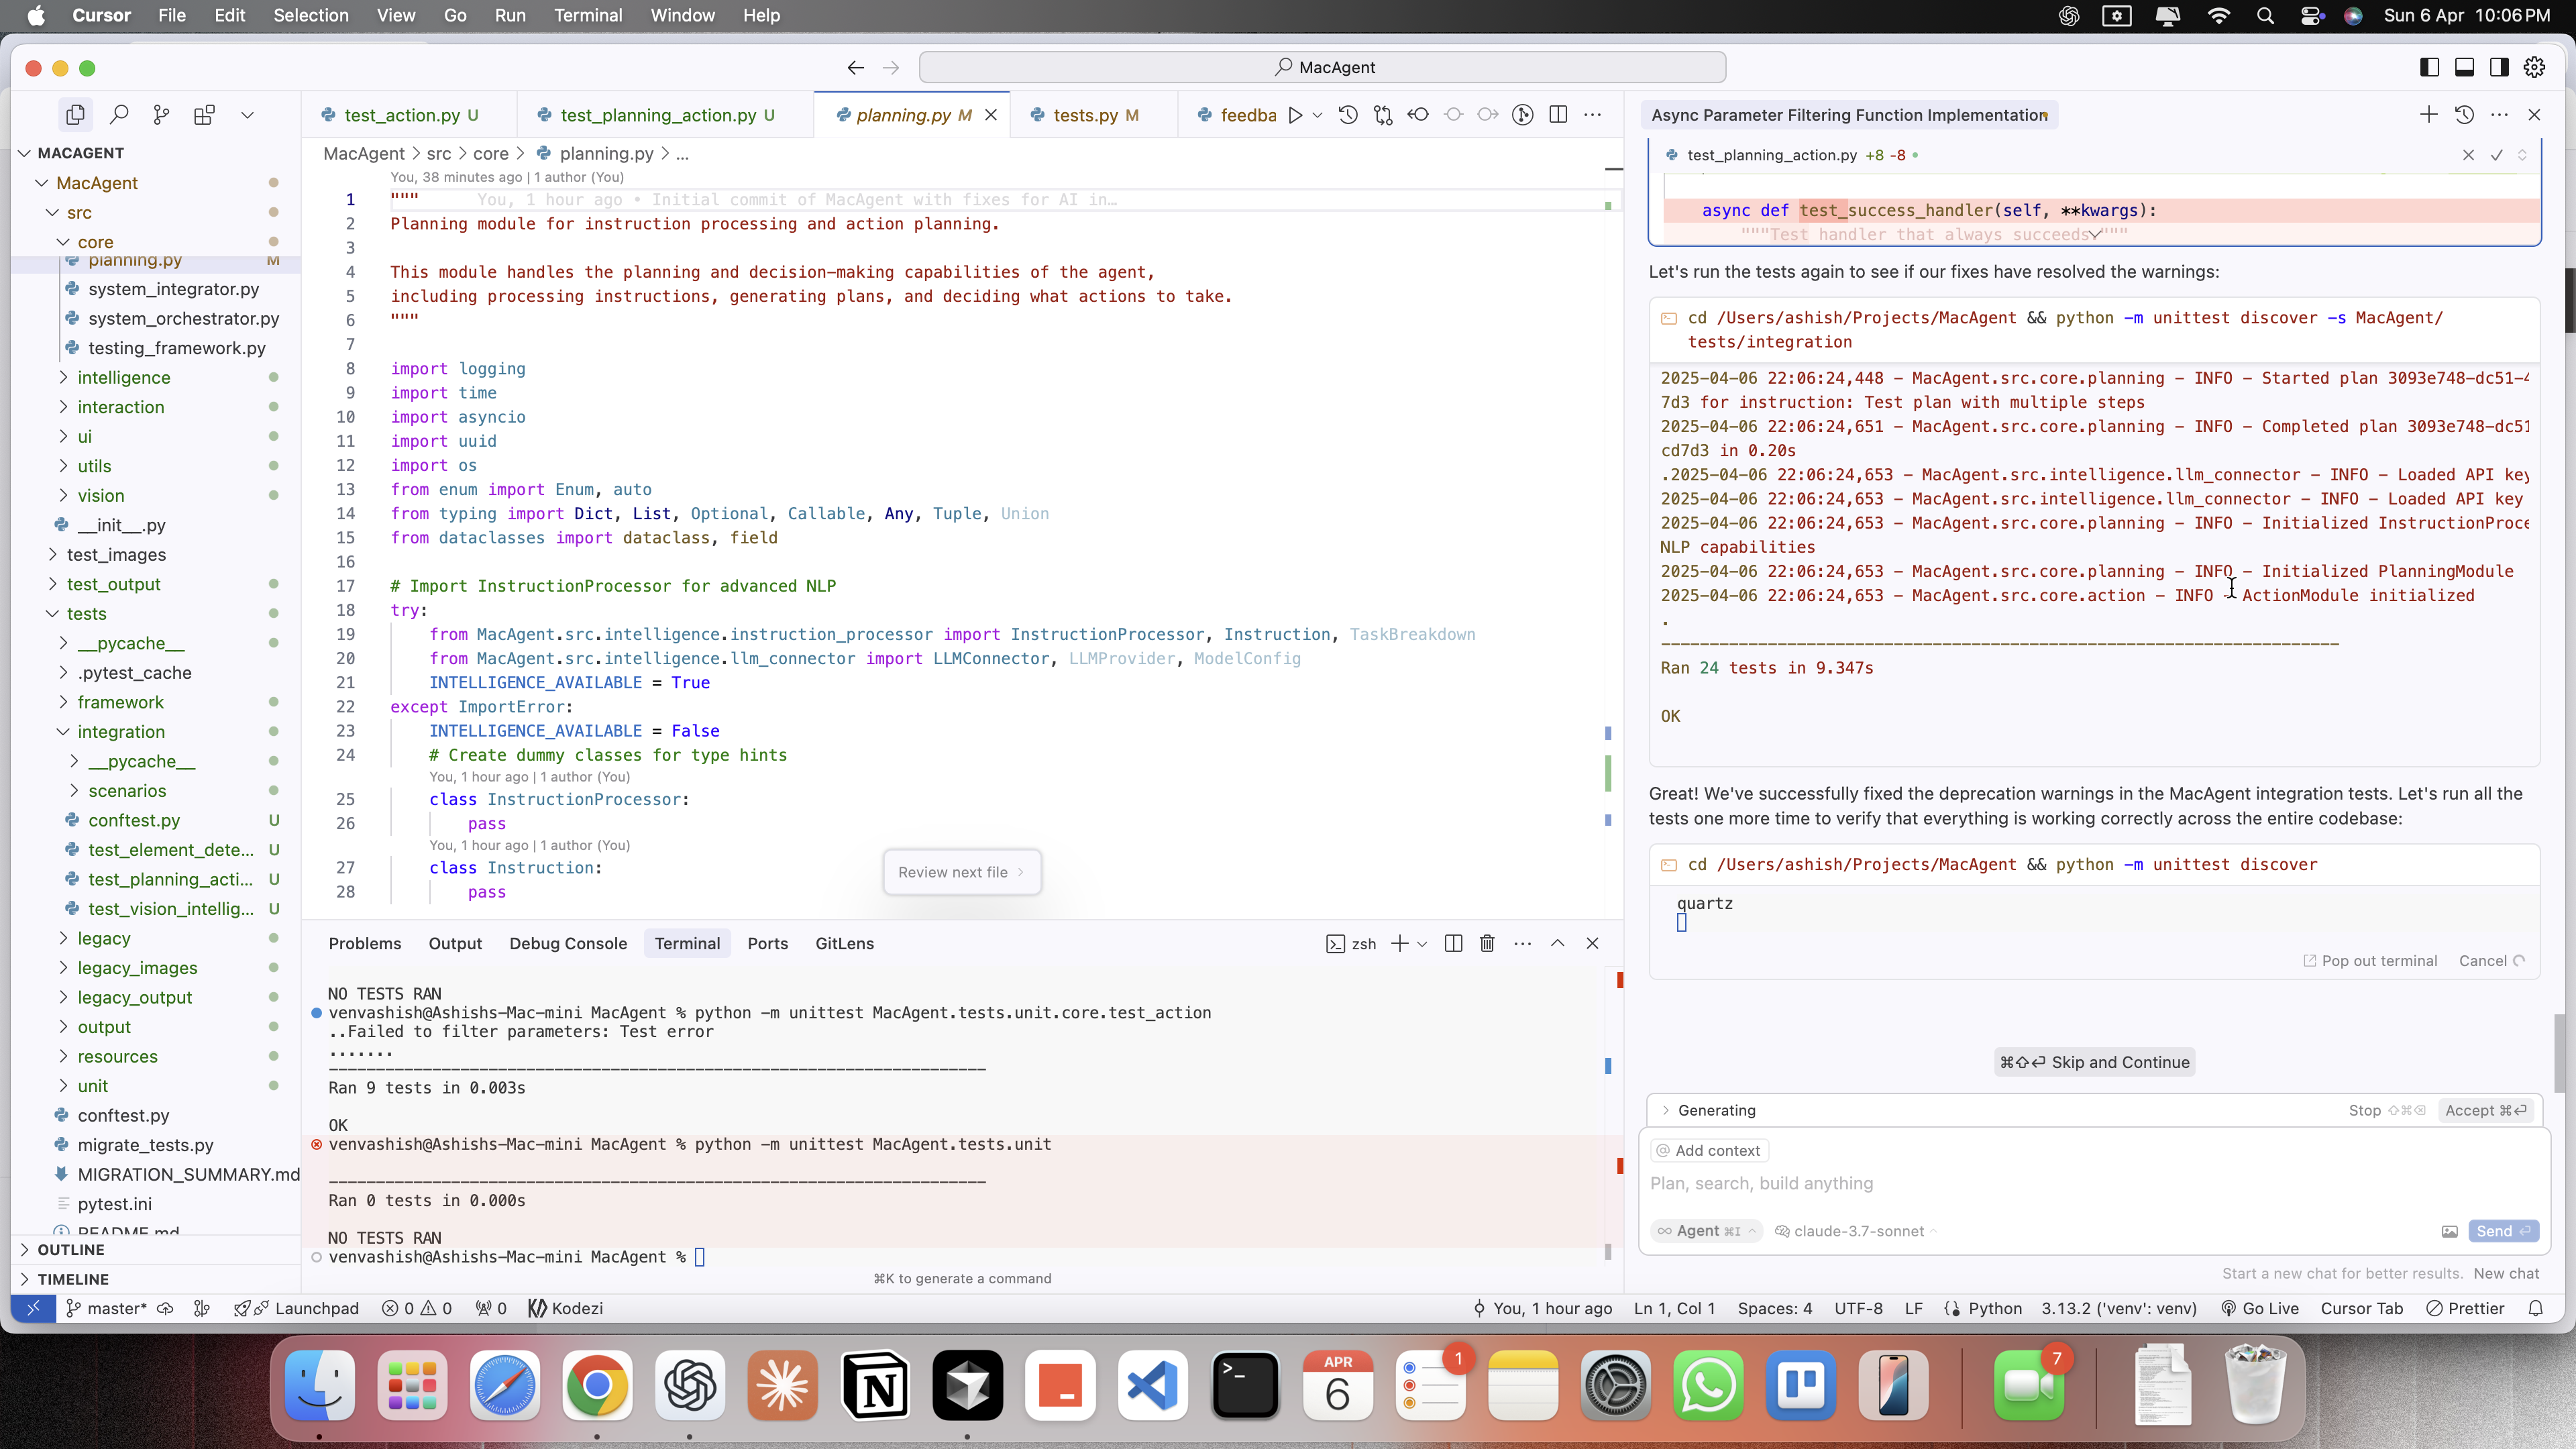 Cursor File Edit Selection View Go Run Terminal Window Help
Sun 6 Apr 10:06 PM
MacAgent
MACAGENT
MacAgent
src
core
planning.py M
system_integrator.py
system_orchestrator.py
testing_framework.py
intelligence
interaction
ui
utils
vision
__init__.py
test_images
test_output
tests
__pycache__
.pytest_cache
framework
integration
__pycache__
scenarios
conftest.py U
test_element_dete... U
test_planning_acti... U
test_vision_intellig... U
legacy
legacy_images
legacy_output
output
resources
unit
conftest.py
migrate_tests.py
MIGRATION_SUMMARY.md
pytest.ini
README.md
OUTLINE
TIMELINE
test_action.py U
test_planning_action.py U
planning.py M
tests.py M
feedba
MacAgent > src > core > planning.py > ...
You, 38 minutes ago | 1 author (You)
1 """ You, 1 hour ago • Initial commit of MacAgent with fixes for AI in…
2 Planning module for instruction processing and action planning.
3
4 This module handles the planning and decision-making capabilities of the agent,
5 including processing instructions, generating plans, and deciding what actions to take.
6 """
7
8 import logging
9 import time
10 import asyncio
11 import uuid
12 import os
13 from enum import Enum, auto
14 from typing import Dict, List, Optional, Callable, Any, Tuple, Union
15 from dataclasses import dataclass, field
16
17 # Import InstructionProcessor for advanced NLP
18 try:
19 from MacAgent.src.intelligence.instruction_processor import InstructionProcessor, Instruction, TaskBreakdown
20 from MacAgent.src.intelligence.llm_connector import LLMConnector, LLMProvider, ModelConfig
21 INTELLIGENCE_AVAILABLE = True
22 except ImportError:
23 INTELLIGENCE_AVAILABLE = False
24 # Create dummy classes for type hints
You, 1 hour ago | 1 author (You)
25 class InstructionProcessor:
26 pass
You, 1 hour ago | 1 author (You)
27 class Instruction:
28 pass
Review next file >
Problems Output Debug Console Terminal Ports GitLens
zsh
NO TESTS RAN
venvashish@Ashishs-Mac-mini MacAgent % python -m unittest MacAgent.tests.unit.core.test_action
..Failed to filter parameters: Test error
.......
----------------------------------------------------------------------
Ran 9 tests in 0.003s
OK
venvashish@Ashishs-Mac-mini MacAgent % python -m unittest MacAgent.tests.unit
----------------------------------------------------------------------
Ran 0 tests in 0.000s
NO TESTS RAN
venvashish@Ashishs-Mac-mini MacAgent %
⌘K to generate a command
Async Parameter Filtering Function Implementation
test_planning_action.py +8 -8
async def test_success_handler(self, **kwargs):
"""Test handler that always succeeds."""
Let's run the tests again to see if our fixes have resolved the warnings:
cd /Users/ashish/Projects/MacAgent && python -m unittest discover -s MacAgent/
tests/integration
2025-04-06 22:06:24,448 - MacAgent.src.core.planning - INFO - Started plan 3093e748-dc51-4
7d3 for instruction: Test plan with multiple steps
2025-04-06 22:06:24,651 - MacAgent.src.core.planning - INFO - Completed plan 3093e748-dc51
cd7d3 in 0.20s
.2025-04-06 22:06:24,653 - MacAgent.src.intelligence.llm_connector - INFO - Loaded API key
2025-04-06 22:06:24,653 - MacAgent.src.intelligence.llm_connector - INFO - Loaded API key
2025-04-06 22:06:24,653 - MacAgent.src.core.planning - INFO - Initialized InstructionProce
NLP capabilities
2025-04-06 22:06:24,653 - MacAgent.src.core.planning - INFO - Initialized PlanningModule
2025-04-06 22:06:24,653 - MacAgent.src.core.action - INFO - ActionModule initialized
.
----------------------------------------------------------------------
Ran 24 tests in 9.347s
OK
Great! We've successfully fixed the deprecation warnings in the MacAgent integration tests. Let's run all the
tests one more time to verify that everything is working correctly across the entire codebase:
cd /Users/ashish/Projects/MacAgent && python -m unittest discover
quartz
Pop out terminal Cancel
⌘⇧⏎ Skip and Continue
> Generating
Stop ⇧⌘⌫ Accept ⌘⏎
@ Add context
Plan, search, build anything
∞ Agent ⌘I claude-3.7-sonnet
Send ⏎
Start a new chat for better results. New chat
master* Launchpad 0 0 0 Kodezi
You, 1 hour ago Ln 1, Col 1 Spaces: 4 UTF-8 LF Python 3.13.2 ('venv': venv) Go Live Cursor Tab Prettier
APR
6
1
7